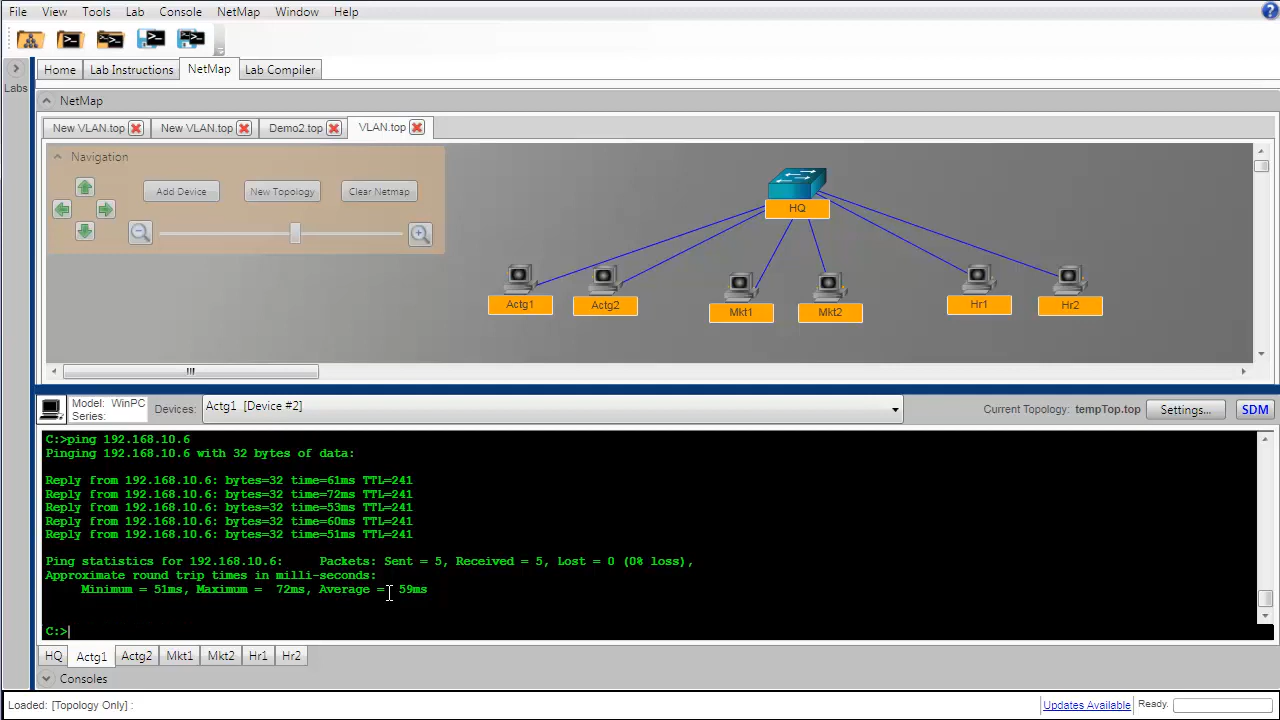 File View Tools Lab Console NetMap Window Help
Home Lab Instructions NetMap Lab Compiler
Labs
NetMap
New VLAN.top New VLAN.top Demo2.top VLAN.top
Navigation
Add Device New Topology Clear Netmap
HQ
Actg1 Actg2 Mkt1 Mkt2 Hr1 Hr2
Model: WinPC
Series:
Devices: Actg1 [Device #2] Current Topology: tempTop.top Settings... SDM
C:>ping 192.168.10.6
Pinging 192.168.10.6 with 32 bytes of data:
Reply from 192.168.10.6: bytes=32 time=61ms TTL=241
Reply from 192.168.10.6: bytes=32 time=72ms TTL=241
Reply from 192.168.10.6: bytes=32 time=53ms TTL=241
Reply from 192.168.10.6: bytes=32 time=60ms TTL=241
Reply from 192.168.10.6: bytes=32 time=51ms TTL=241
Ping statistics for 192.168.10.6: Packets: Sent = 5, Received = 5, Lost = 0 (0% loss),
Approximate round trip times in milli-seconds:
Minimum = 51ms, Maximum = 72ms, Average = 59ms
C:>
HQ Actg1 Actg2 Mkt1 Mkt2 Hr1 Hr2
Consoles
Loaded: [Topology Only] : Updates Available Ready.